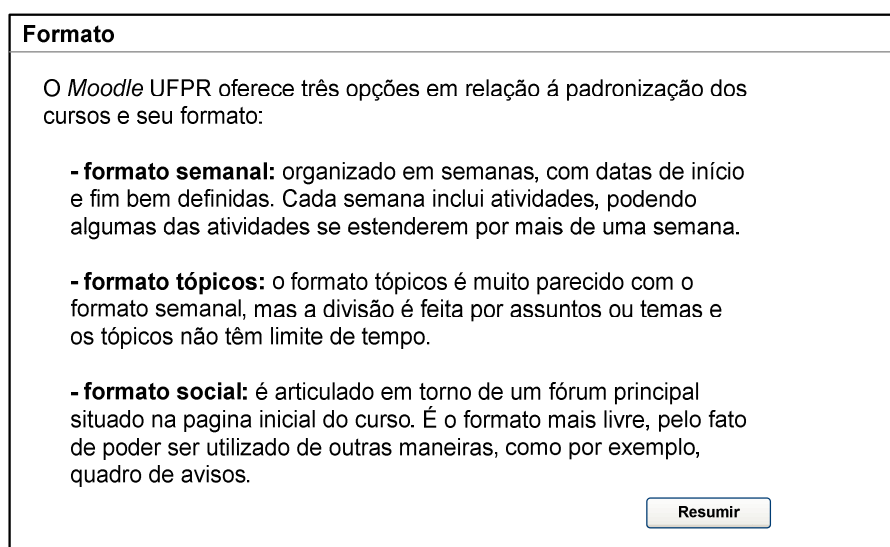 Formato
O Moodle UFPR oferece três opções em relação á padronização dos
cursos e seu formato:
- formato semanal: organizado em semanas, com datas de início
e fim bem definidas. Cada semana inclui atividades, podendo
algumas das atividades se estenderem por mais de uma semana.
- formato tópicos: o formato tópicos é muito parecido com o
formato semanal, mas a divisão é feita por assuntos ou temas e
os tópicos não têm limite de tempo.
- formato social: é articulado em torno de um fórum principal
situado na pagina inicial do curso. É o formato mais livre, pelo fato
de poder ser utilizado de outras maneiras, como por exemplo,
quadro de avisos.
Resumir